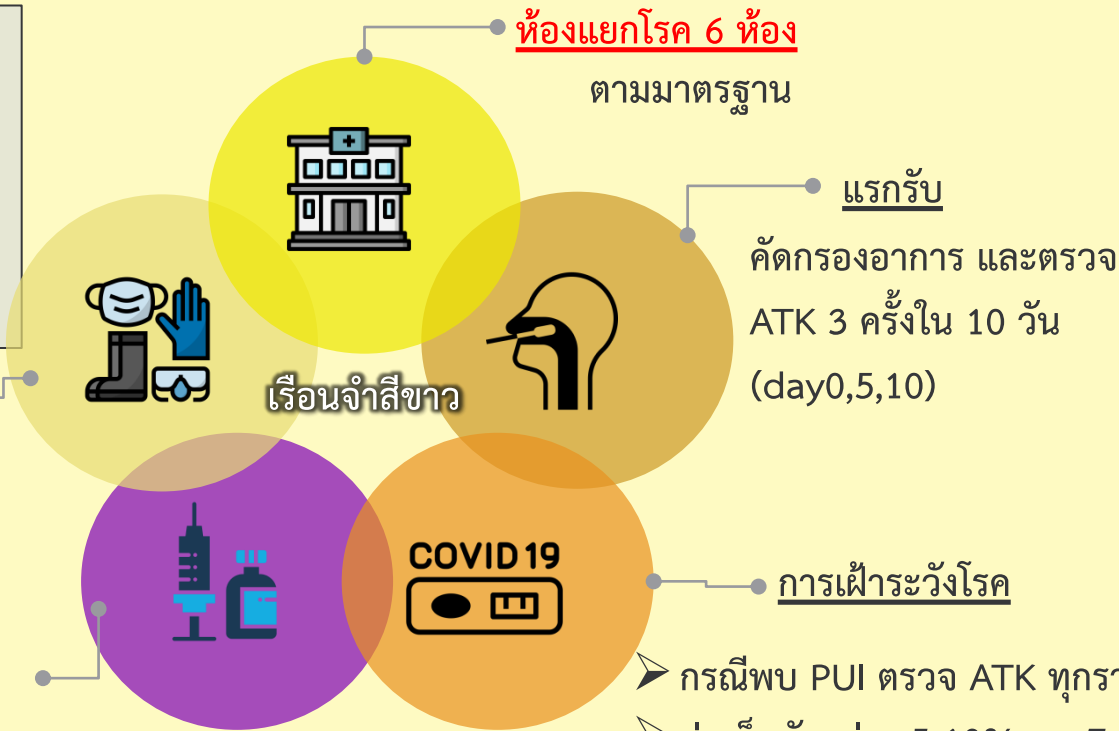 ห้องแยกโรค 6 ห้อง
ตามมาตรฐาน
แรกรับ
คัดกรองอาการ และตรวจ
ATK 3 ครั้งใน 10 วัน
(day0,5,10)
เรือนจำสีขาว
COVID 19
การเฝ้าระวังโรค
➢ กรณีพบ PUI ตรวจ ATK